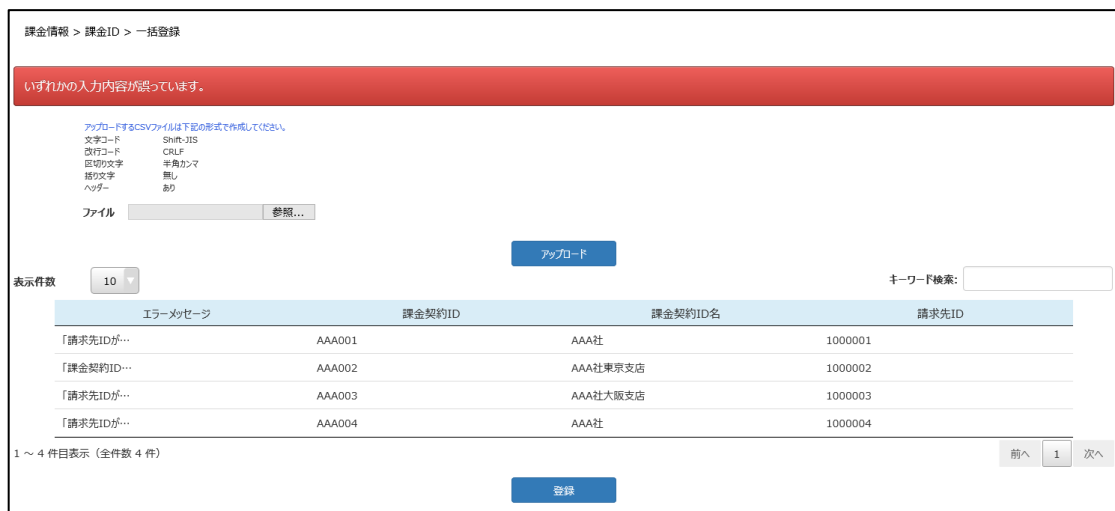 課金情報 > 課金ID > 一括登録
いずれかの入力内容が誤っています。
アップロードするCSVファイルは下記の形式で作成してください。
文字コード Shift-JIS
改行コード CRLF
区切り文字 半角カンマ
括り文字 無し
ヘッダー あり
ファイル 参照...
アップロード
表示件数 10 キーワード検索:
エラーメッセージ 課金契約ID 課金契約ID名 請求先ID
「請求先IDが… AAA001 AAA社 1000001
「課金契約ID… AAA002 AAA社東京支店 1000002
「請求先IDが… AAA003 AAA社大阪支店 1000003
「請求先IDが… AAA004 AAA社 1000004
1 ～ 4 件目表示（全件数 4 件） 前へ 1 次へ
登録